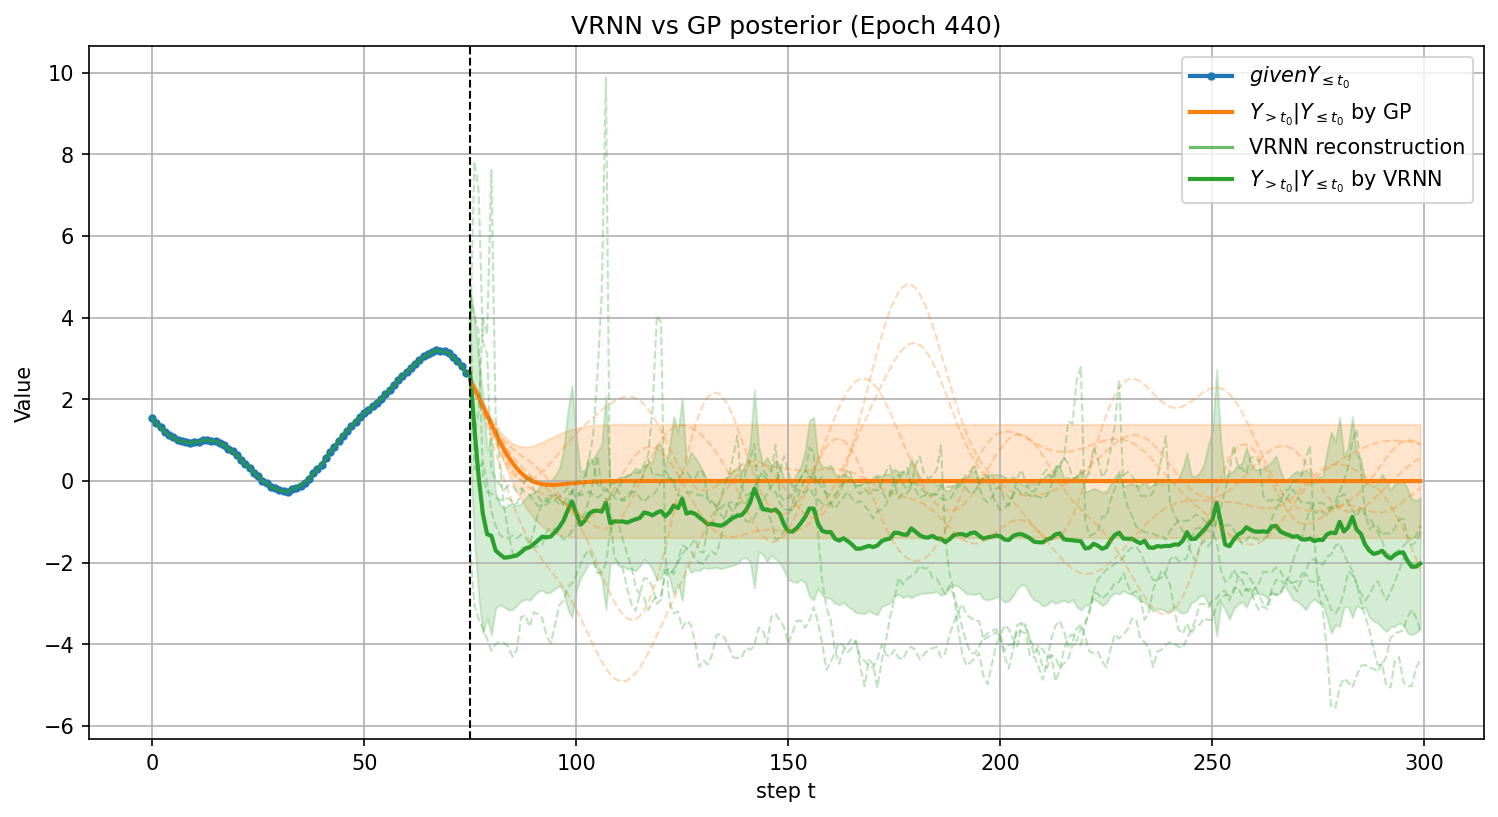 VRNN vs GP posterior (Epoch 440)
given Y≤t₀
Y>t₀|Y≤t₀ by GP
VRNN reconstruction
Y>t₀|Y≤t₀ by VRNN
Value
10
8
6
4
2
0
−2
−4
−6
0 50 100 150 200 250 300
step t